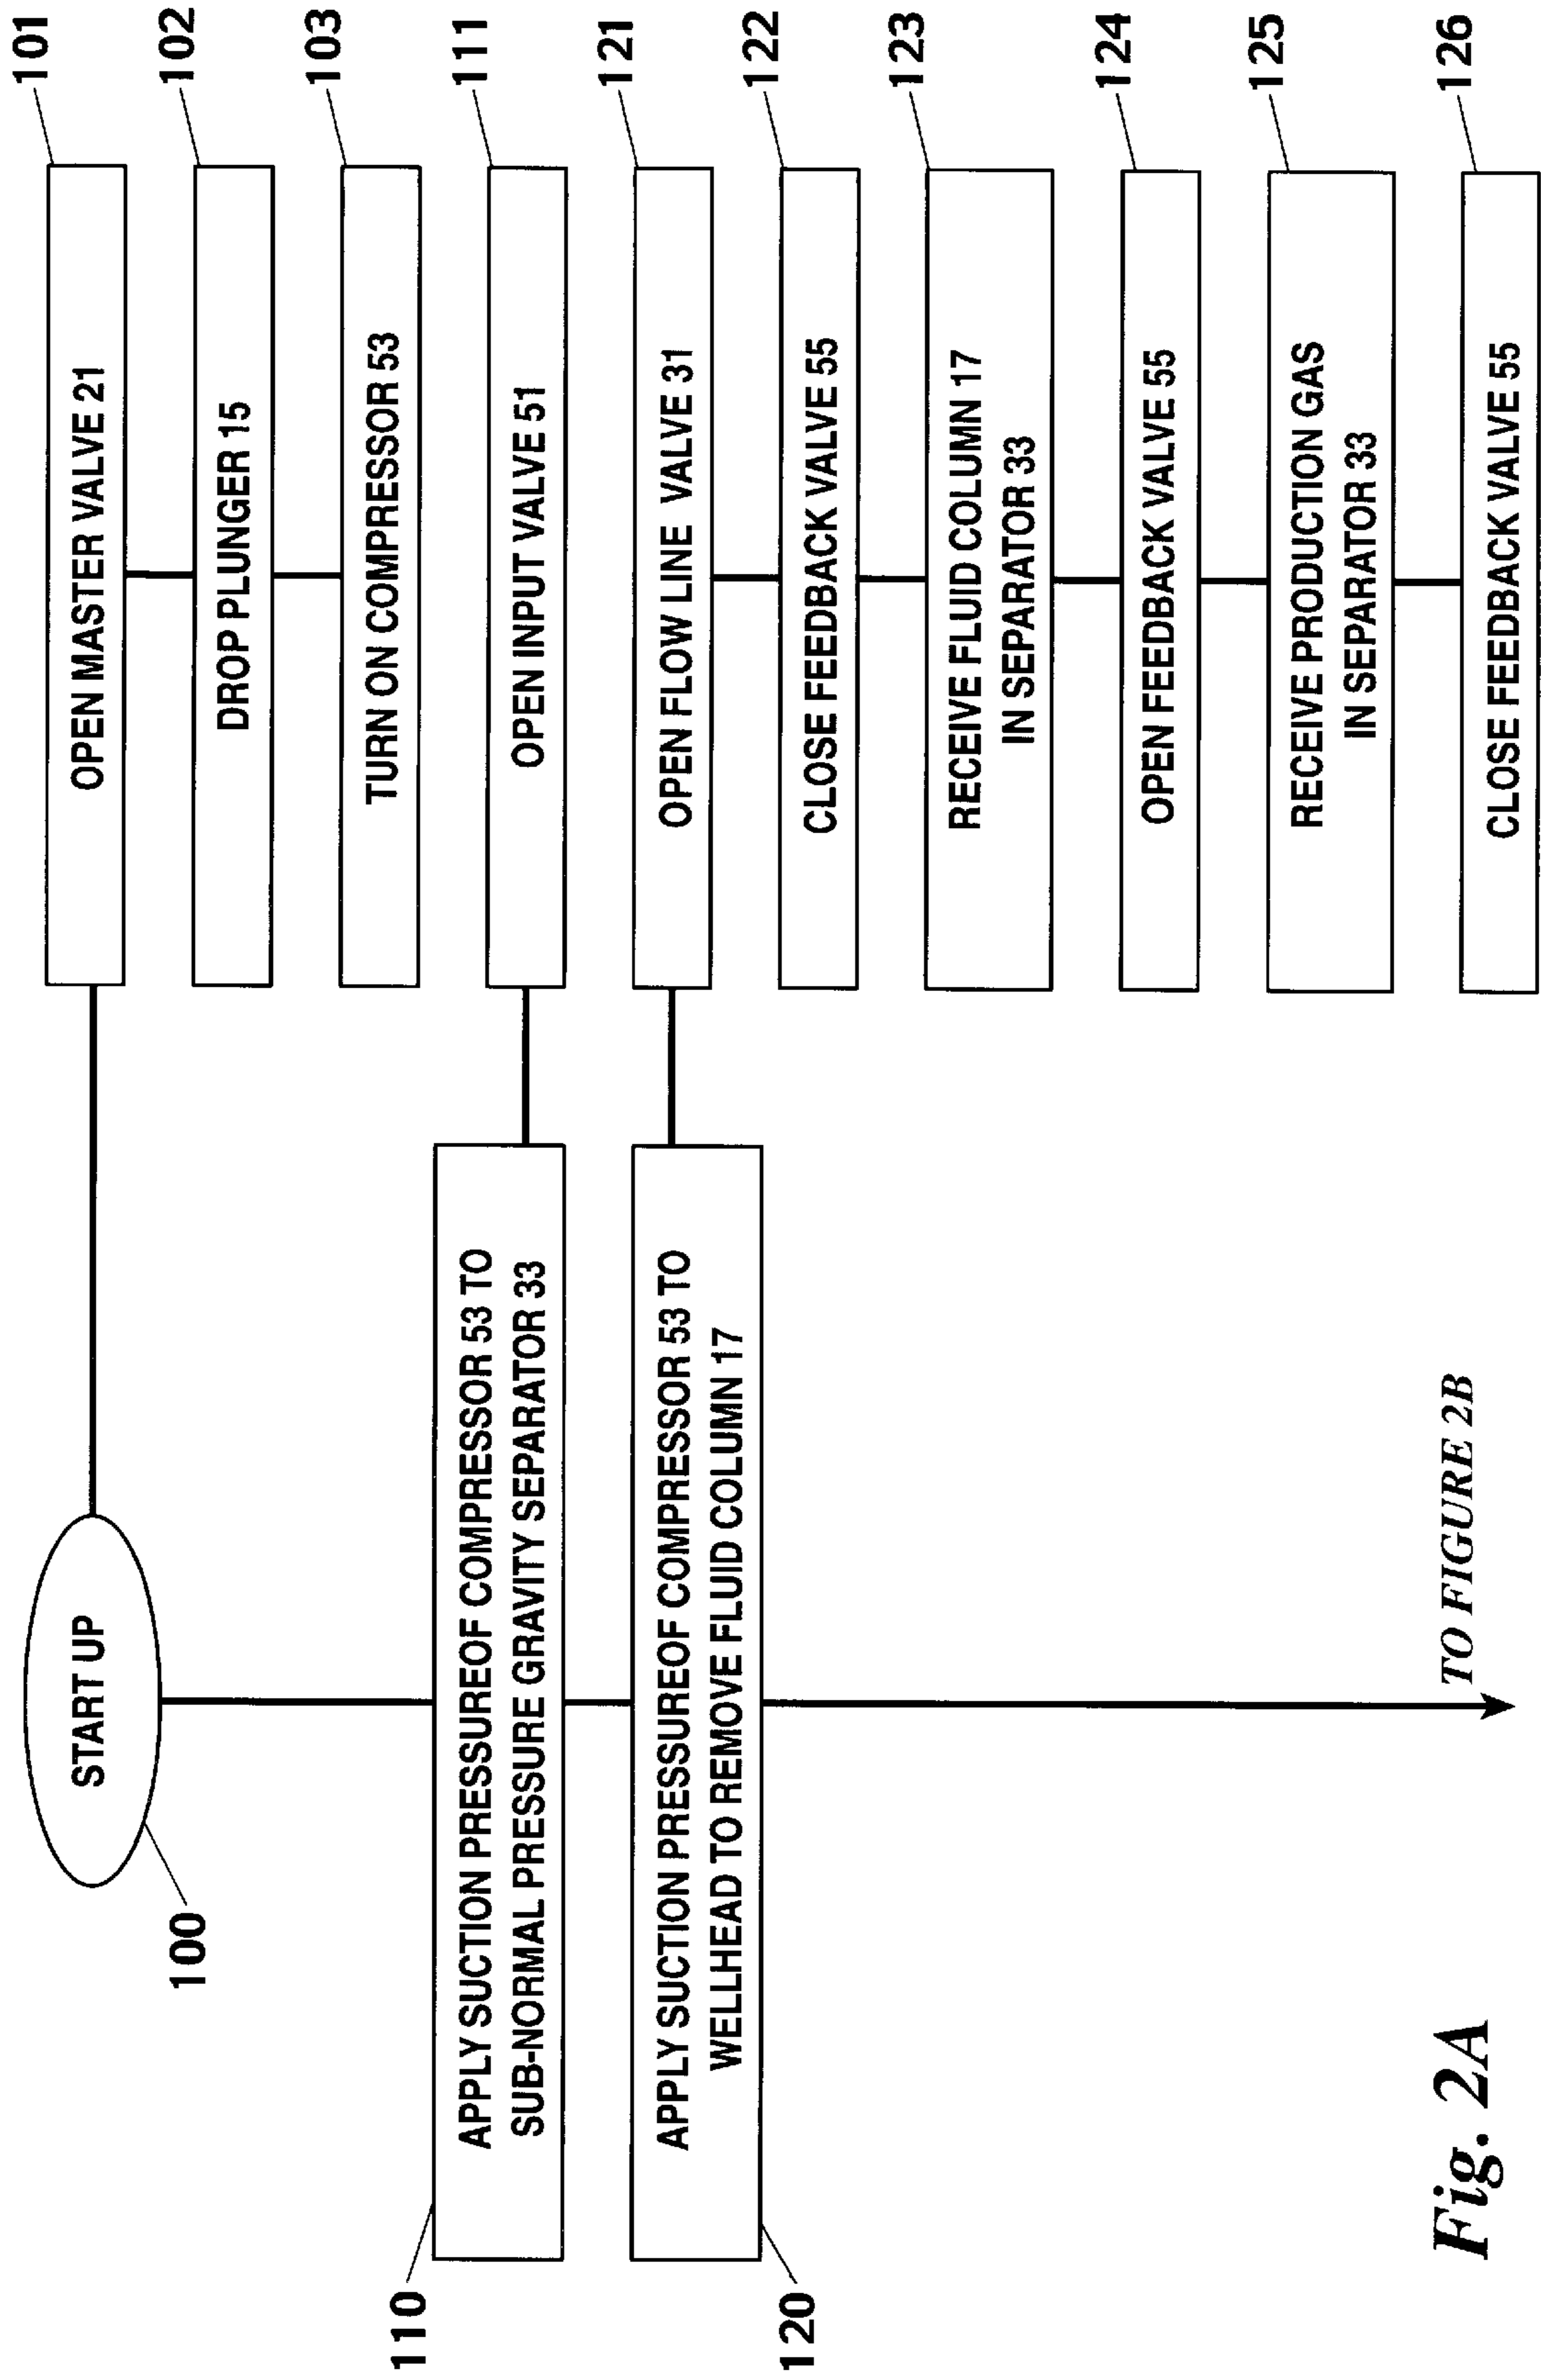 START UP
100
OPEN MASTER VALVE 21
101
DROP PLUNGER 15
102
TURN ON COMPRESSOR 53
103
110
APPLY SUCTION PRESSUREOF COMPRESSOR 53 TO
SUB-NORMAL PRESSURE GRAVITY SEPARATOR 33
OPEN INPUT VALVE 51
111
120
APPLY SUCTION PRESSUREOF COMPRESSOR 53 TO
WELLHEAD TO REMOVE FLUID COLUMN 17
OPEN FLOW LINE VALVE 31
121
CLOSE FEEDBACK VALVE 55
122
RECEIVE FLUID COLUMN 17
IN SEPARATOR 33
123
OPEN FEEDBACK VALVE 55
124
RECEIVE PRODUCTION GAS
IN SEPARATOR 33
125
CLOSE FEEDBACK VALVE 55
126
TO FIGURE 2B
Fig. 2A